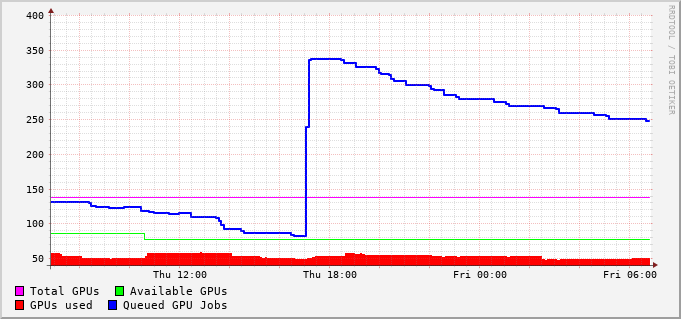 400
350
300
250
200
150
100
50
Thu 12:00 Thu 18:00 Fri 00:00 Fri 06:00
Total GPUs Available GPUs
GPUs used Queued GPU Jobs
RRDTOOL / TOBI OETIKER